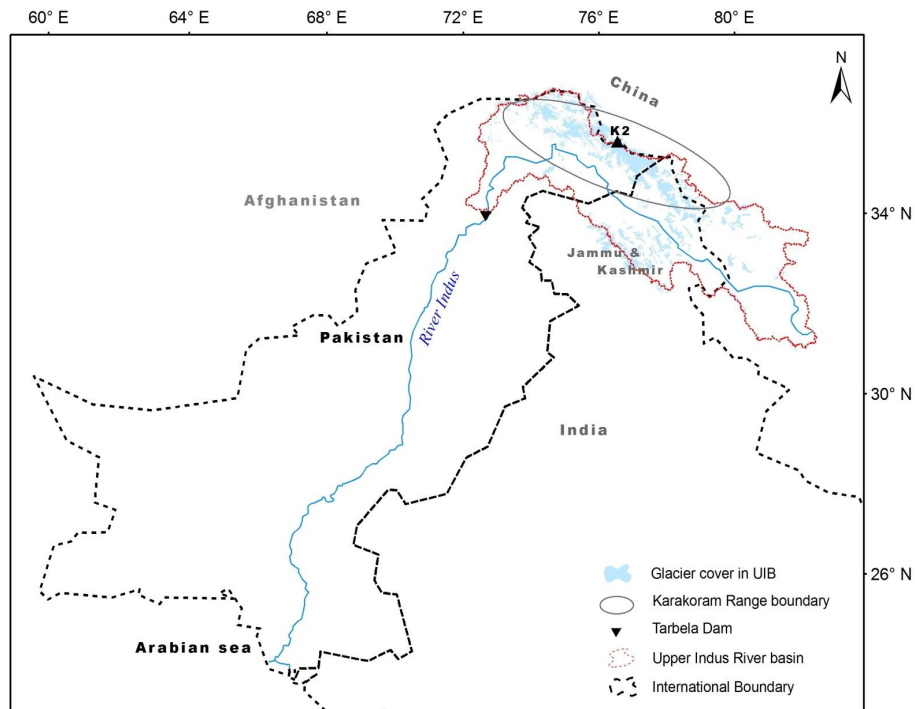 60° E
64° E
68° E
72° E
76° E
80° E
N
China
K2
Afghanistan
34° N
Jammu &
Kashmir
River Indus
Pakistan
30° N
India
26° N
Glacier cover in UIB
Karakoram Range boundary
Tarbela Dam
Arabian sea
Upper Indus River basin
International Boundary